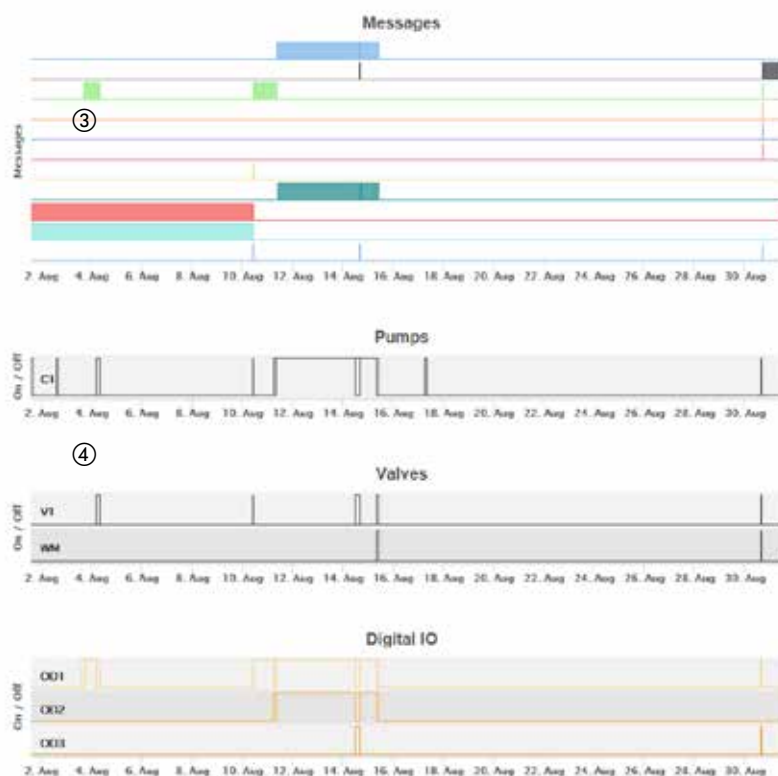 Messages
③
Messages
2. Aug 4. Aug 6. Aug 8. Aug 10. Aug 12. Aug 14. Aug 16. Aug 18. Aug 20. Aug 22. Aug 24. Aug 26. Aug 28. Aug 30. Aug
Pumps
On / Off
C1
2. Aug 4. Aug 6. Aug 8. Aug 10. Aug 12. Aug 14. Aug 16. Aug 18. Aug 20. Aug 22. Aug 24. Aug 26. Aug 28. Aug 30. Aug
④
Valves
On / Off
V1
WM
2. Aug 4. Aug 6. Aug 8. Aug 10. Aug 12. Aug 14. Aug 16. Aug 18. Aug 20. Aug 22. Aug 24. Aug 26. Aug 28. Aug 30. Aug
Digital IO
On / Off
OO1
OO2
OO3
2. Aug 4. Aug 6. Aug 8. Aug 10. Aug 12. Aug 14. Aug 16. Aug 18. Aug 20. Aug 22. Aug 24. Aug 26. Aug 28. Aug 30. Aug